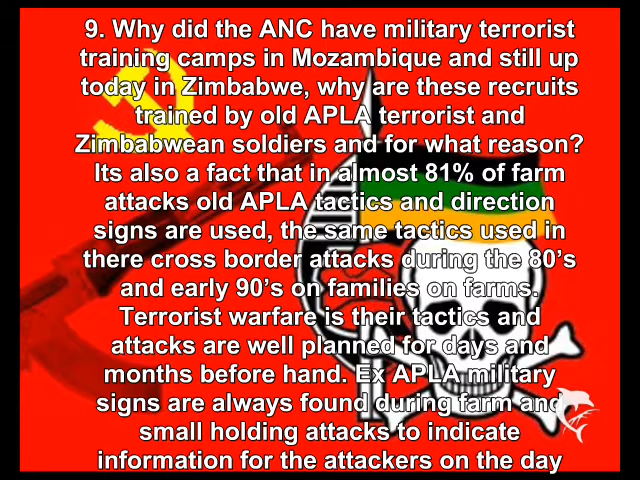 9. Why did the ANC have military terrorist
training camps in Mozambique and still up
today in Zimbabwe, why are these recruits
trained by old APLA terrorist and
Zimbabwean soldiers and for what reason?
Its also a fact that in almost 81% of farm
attacks old APLA tactics and direction
signs are used, the same tactics used in
there cross border attacks during the 80's
and early 90's on families on farms.
Terrorist warfare is their tactics and
attacks are well planned for days and
months before hand. Ex APLA military
signs are always found during farm and
small holding attacks to indicate
information for the attackers on the day